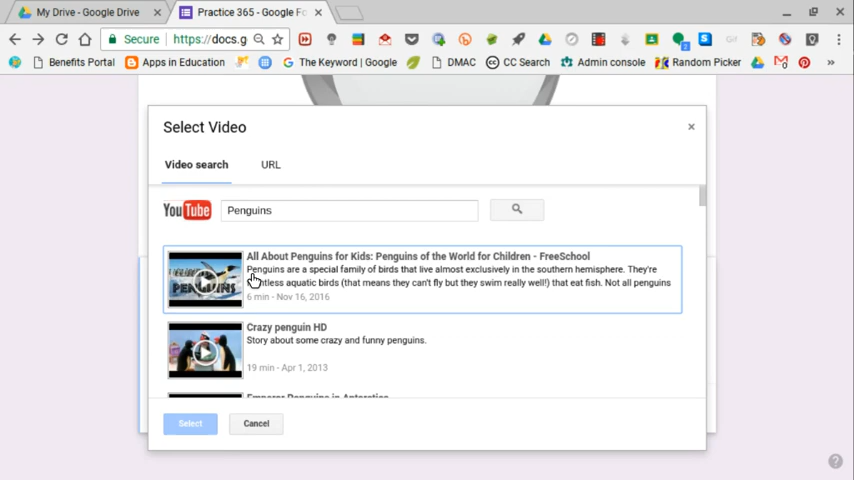 My Drive - Google Drive
Practice 365 - Google Fo
Secure
https://docs.g
Benefits Portal
Apps in Education
The Keyword | Google
DMAC
CC Search
Admin console
Random Picker
Select Video
Video search
URL
YouTube
Penguins
PENGUINS
All About Penguins for Kids: Penguins of the World for Children - FreeSchool
Penguins are a special family of birds that live almost exclusively in the southern hemisphere. They're
aquatic birds (that means they can't fly but they swim really well!) that eat fish. Not all penguins
6 min - Nov 16, 2016
Crazy penguin HD
Story about some crazy and funny penguins.
19 min - Apr 1, 2013
Emperor Penguins in Antarctica
Select
Cancel